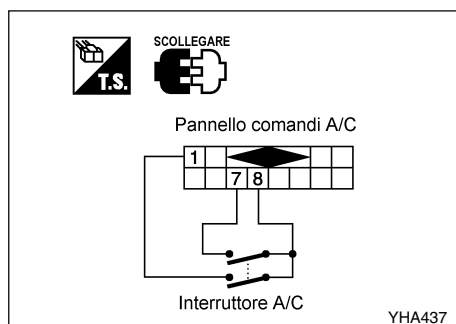 SCOLLEGARE
T.S.
Pannello comandi A/C
1
7 8
Interruttore A/C
YHA437